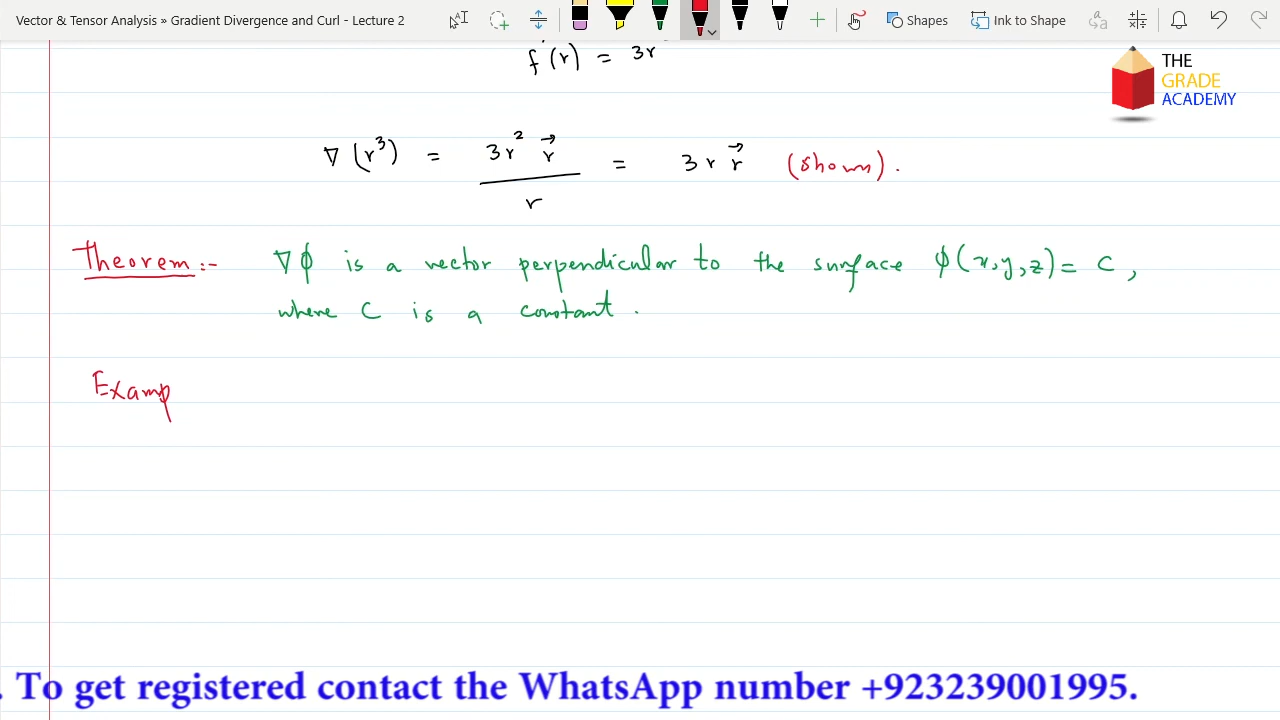 Vector & Tensor Analysis » Gradient Divergence and Curl - Lecture 2
Shapes
Ink to Shape
THE
GRADE
ACADEMY
f'(r) = 3r
∇(r³) = 3r² r⃗ / r = 3 r r⃗ (shown).
Theorem:- ∇ϕ is a vector perpendicular to the surface ϕ(x,y,z) = C,
where C is a constant.
Examp
. To get registered contact the WhatsApp number +923239001995.